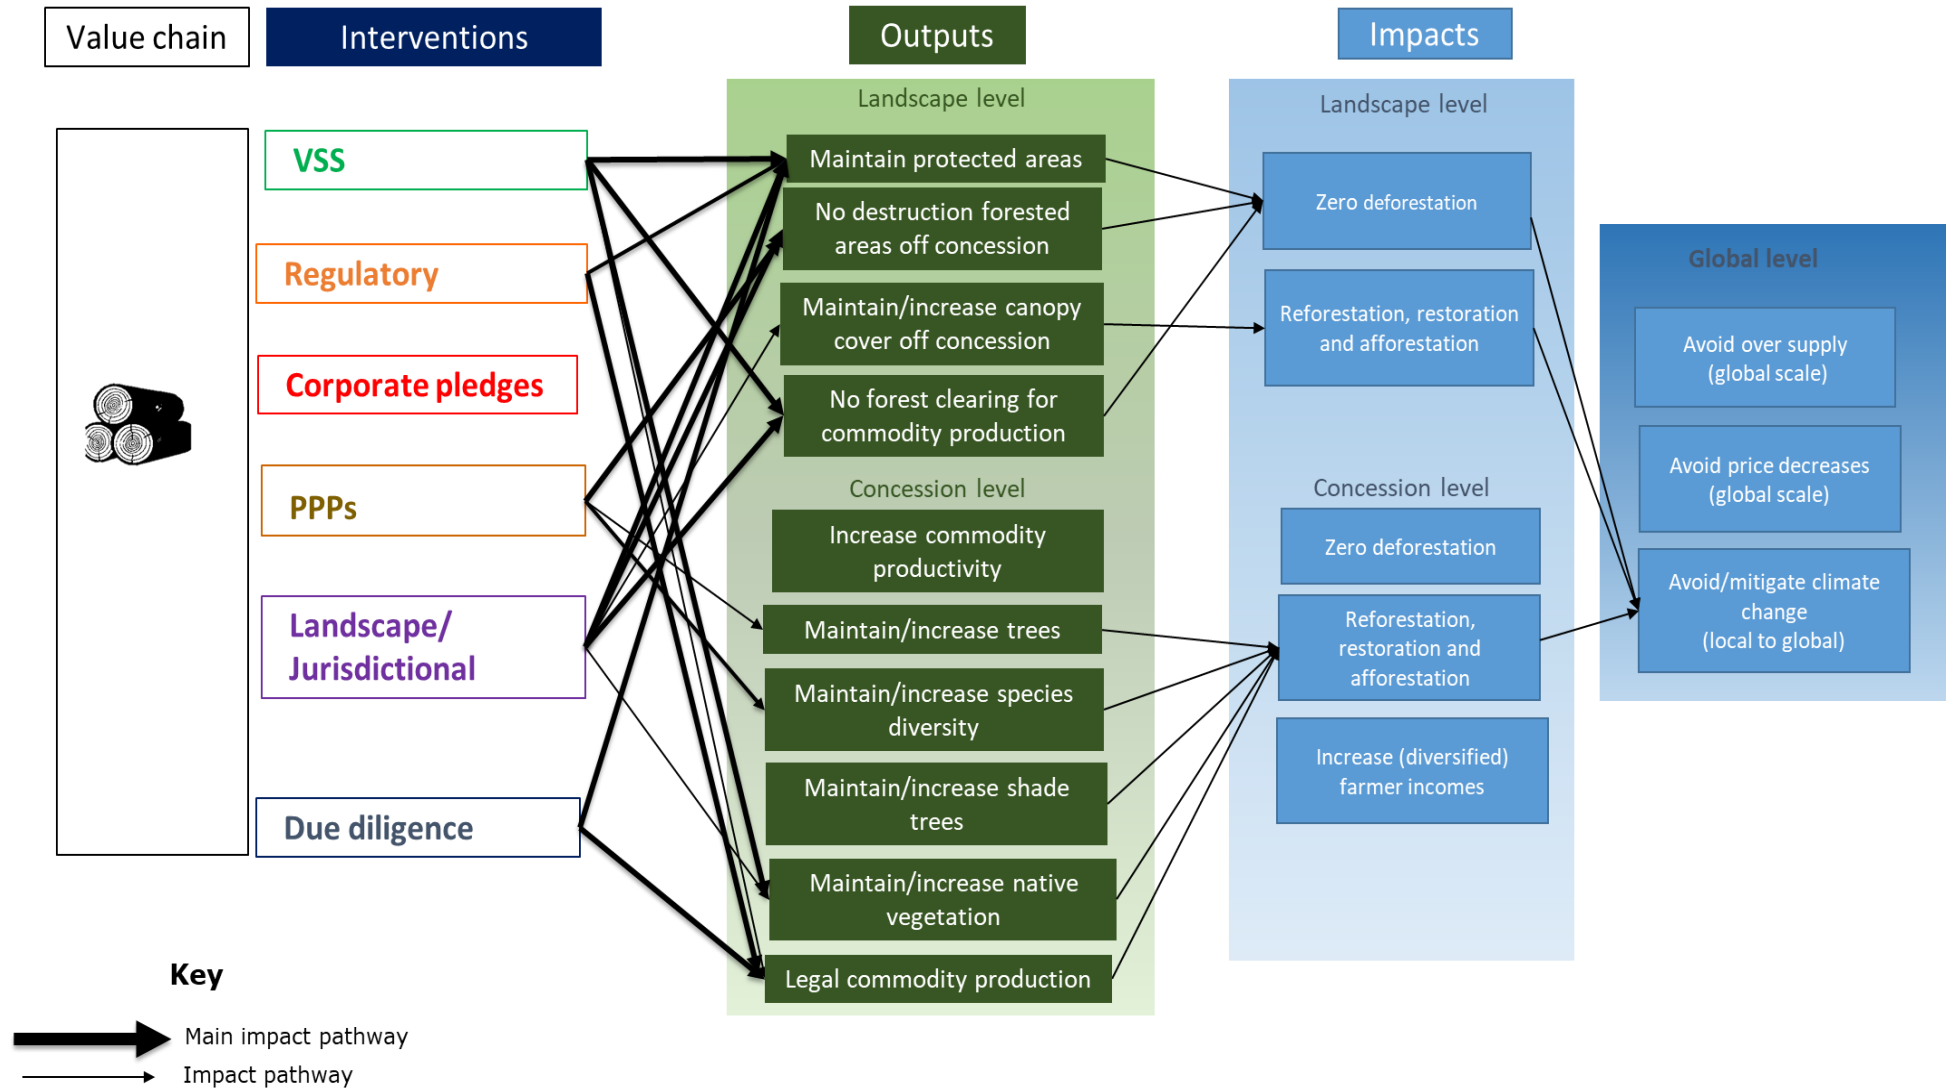 Value chain
Interventions
Outputs
Impacts
Landscape level
Landscape level
VSS
Regulatory
Corporate pledges
PPPs
Landscape/
Jurisdictional
Due diligence
Maintain protected areas
No destruction forested
areas off concession
Maintain/increase canopy
cover off concession
No forest clearing for
commodity production
Concession level
Increase commodity
productivity
Maintain/increase trees
Maintain/increase species
diversity
Maintain/increase shade
trees
Maintain/increase native
vegetation
Legal commodity production
Zero deforestation
Reforestation, restoration
and afforestation
Concession level
Zero deforestation
Reforestation,
restoration and
afforestation
Increase (diversified)
farmer incomes
Global level
Avoid over supply
(global scale)
Avoid price decreases
(global scale)
Avoid/mitigate climate
change
(local to global)
Key
Main impact pathway
Impact pathway